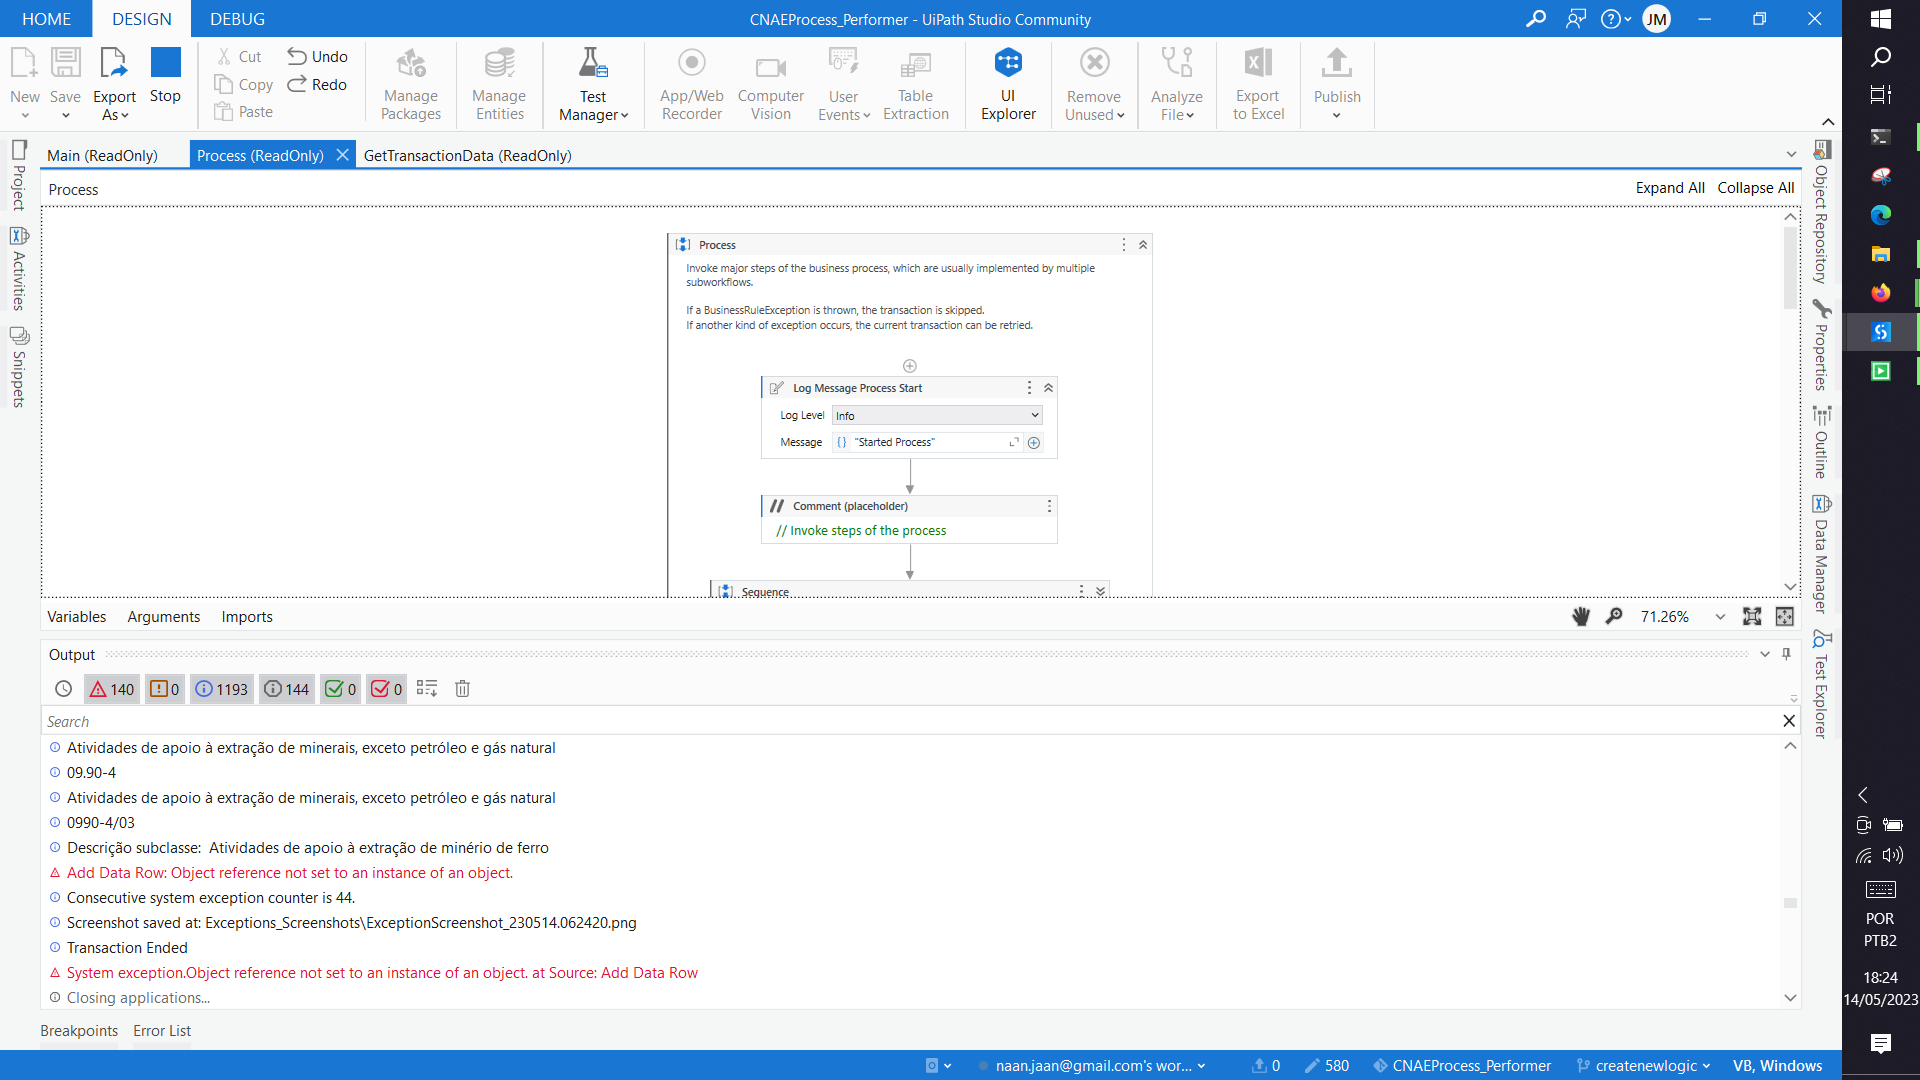 HOME DESIGN DEBUG
CNAEProcess_Performer - UiPath Studio Community
JM
New
Save
Export As
Stop
Cut
Copy
Paste
Undo
Redo
Manage Packages
Manage Entities
Test Manager
App/Web Recorder
Computer Vision
User Events
Table Extraction
UI Explorer
Remove Unused
Analyze File
Export to Excel
Publish
Main (ReadOnly)
Process (ReadOnly)
GetTransactionData (ReadOnly)
Process
Expand All Collapse All
Project
Activities
Snippets
Process
Invoke major steps of the business process, which are usually implemented by multiple
subworkflows.
If a BusinessRuleException is thrown, the transaction is skipped.
If another kind of exception occurs, the current transaction can be retried.
Log Message Process Start
Log Level Info
Message "Started Process"
// Comment (placeholder)
// Invoke steps of the process
Sequence
Object Repository
Properties
Outline
Data Manager
Test Explorer
Variables Arguments Imports
71.26%
Output
140 0 1193 144 0 0
Search
Atividades de apoio à extração de minerais, exceto petróleo e gás natural
09.90-4
Atividades de apoio à extração de minerais, exceto petróleo e gás natural
0990-4/03
Descrição subclasse: Atividades de apoio à extração de minério de ferro
Add Data Row: Object reference not set to an instance of an object.
Consecutive system exception counter is 44.
Screenshot saved at: Exceptions_Screenshots\ExceptionScreenshot_230514.062420.png
Transaction Ended
System exception.Object reference not set to an instance of an object. at Source: Add Data Row
Closing applications...
Breakpoints Error List
naan.jaan@gmail.com's wor... 0 580 CNAEProcess_Performer createnewlogic VB, Windows
POR
PTB2
18:24
14/05/2023